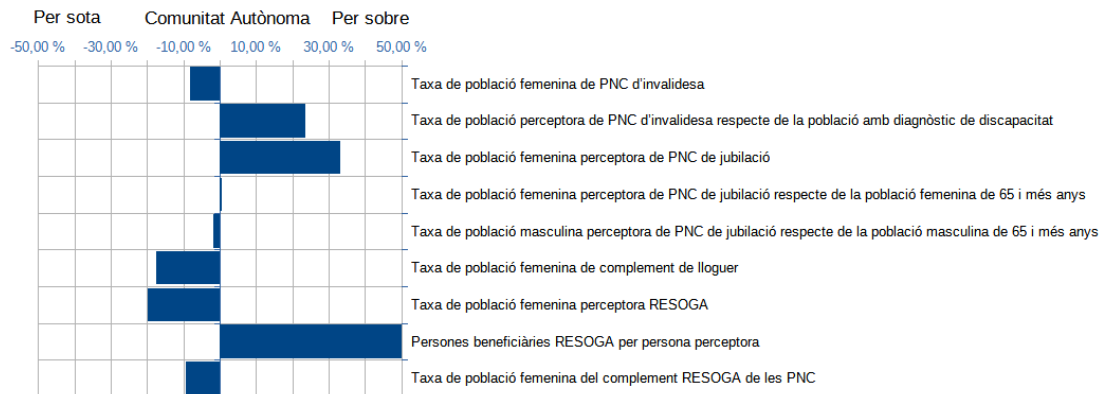 Per sota Comunitat Autònoma Per sobre
-50,00 % -30,00 % -10,00 % 10,00 % 30,00 % 50,00 %
Taxa de població femenina de PNC d'invalidesa
Taxa de població perceptora de PNC d'invalidesa respecte de la població amb diagnòstic de discapacitat
Taxa de població femenina perceptora de PNC de jubilació
Taxa de població femenina perceptora de PNC de jubilació respecte de la població femenina de 65 i més anys
Taxa de població masculina perceptora de PNC de jubilació respecte de la població masculina de 65 i més anys
Taxa de població femenina de complement de lloguer
Taxa de població femenina perceptora RESOGA
Persones beneficiàries RESOGA per persona perceptora
Taxa de població femenina del complement RESOGA de les PNC